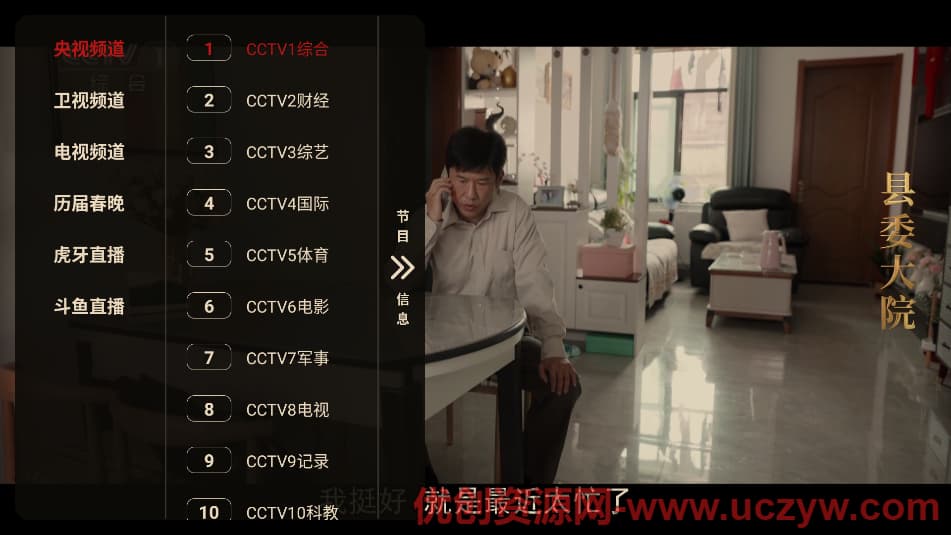 央视频道
卫视频道
电视频道
历届春晚
虎牙直播
斗鱼直播
1 CCTV1综合
2 CCTV2财经
3 CCTV3综艺
4 CCTV4国际
5 CCTV5体育
6 CCTV6电影
7 CCTV7军事
8 CCTV8电视
9 CCTV9记录
10 CCTV10科教
节目
信息
综合
县委大院
我挺好 就是最近太忙了
优创资源网-www.uczyw.com